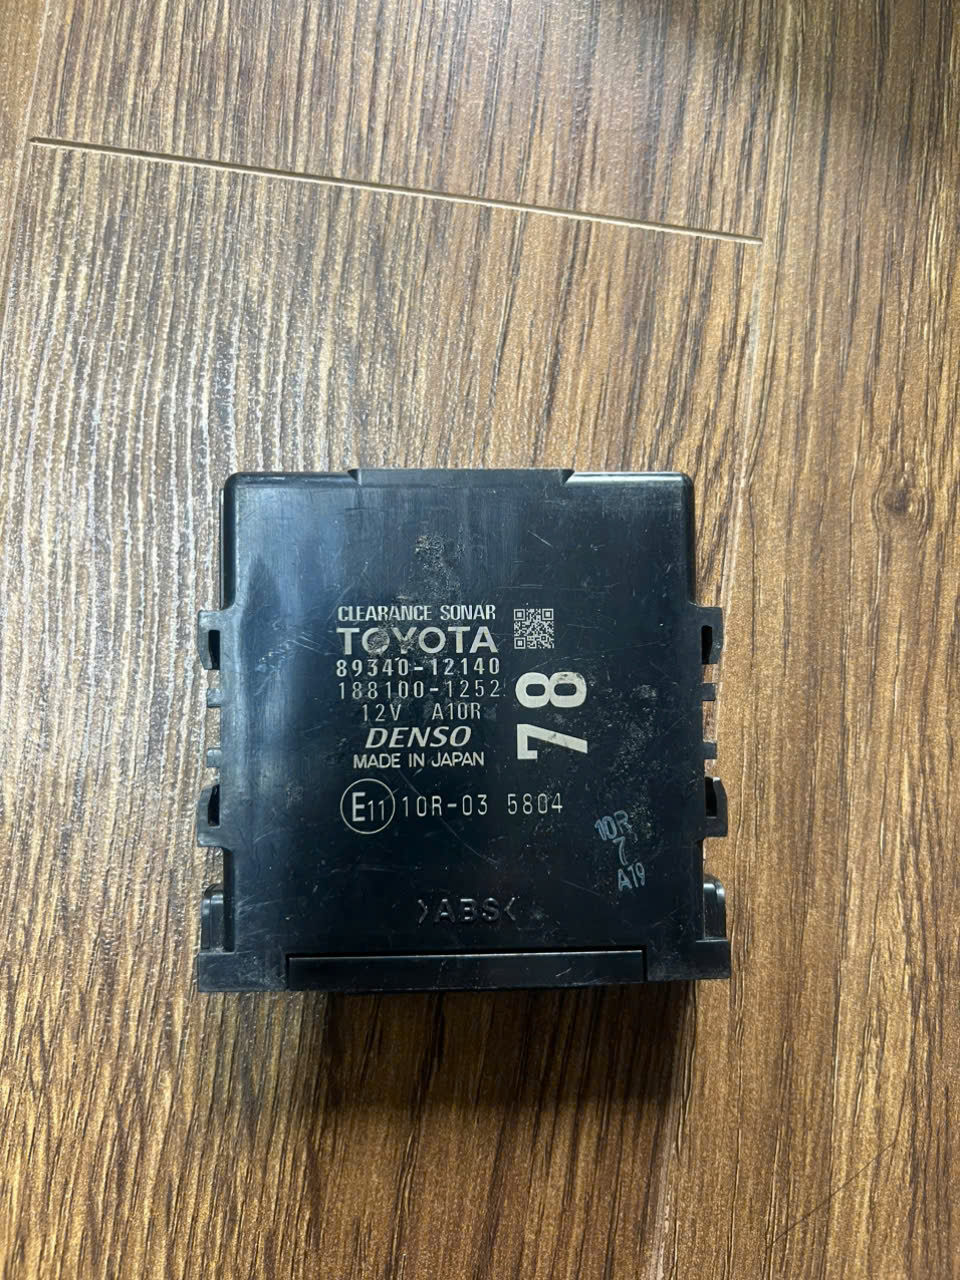 CLEARANCE SONAR
TOYOTA
89340-12140
188100-1252
12V A10R
DENSO
MADE IN JAPAN
78
E11 10R-03 5804
10R
7
A19
>ABS<